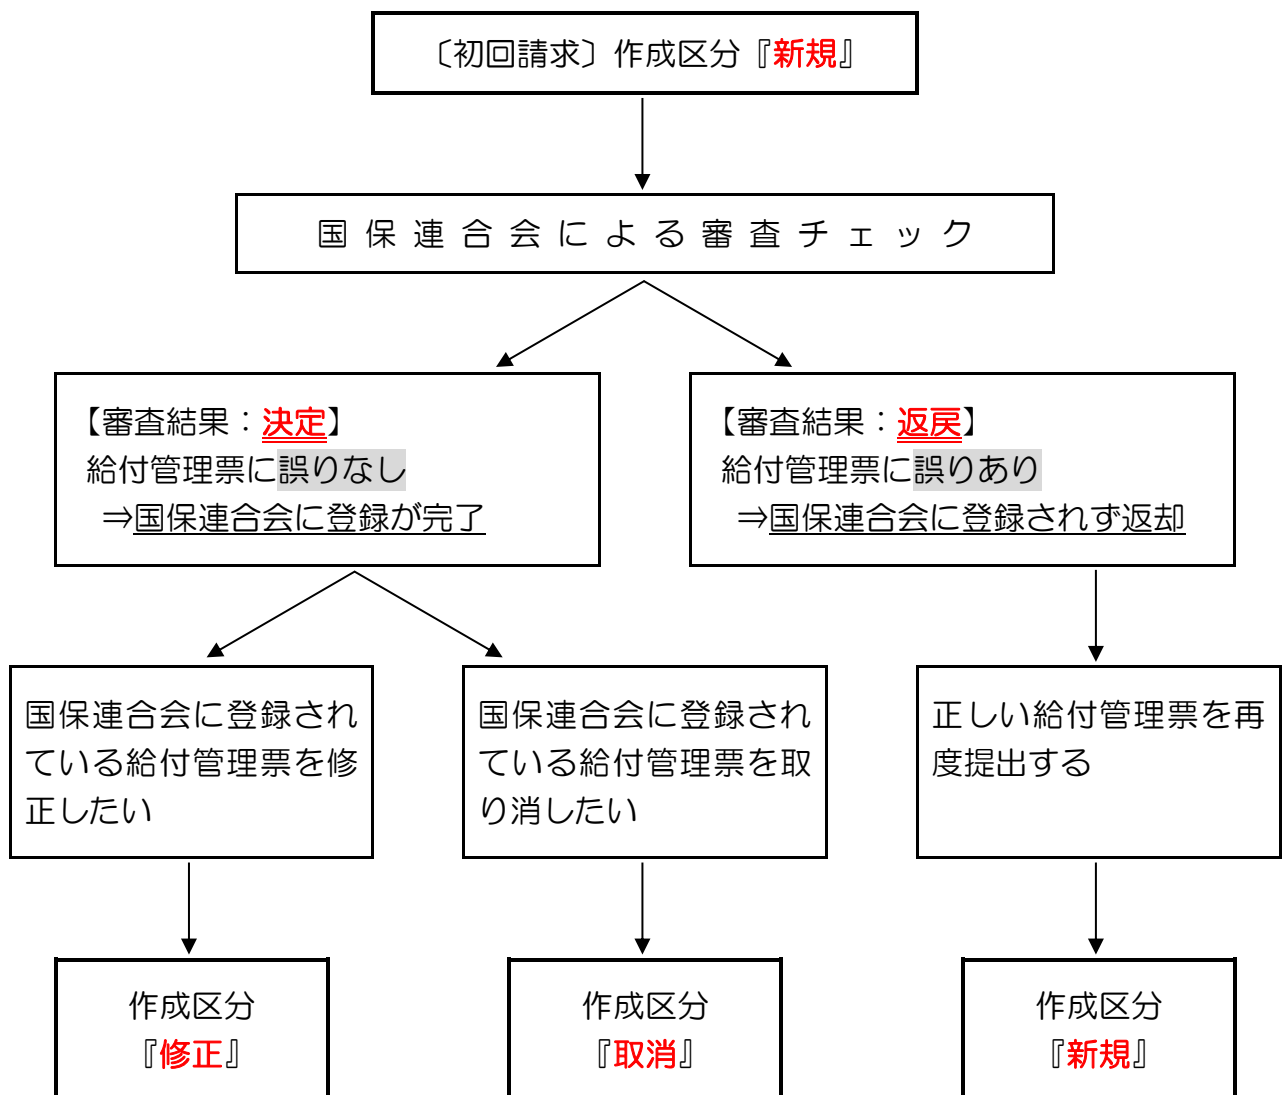 〔初回請求〕作成区分『新規』
国保連合会による審査チェック
【審査結果：決定】
給付管理票に誤りなし
⇒国保連合会に登録が完了
【審査結果：返戻】
給付管理票に誤りあり
⇒国保連合会に登録されず返却
国保連合会に登録され
ている給付管理票を修
正したい
国保連合会に登録され
ている給付管理票を取
り消したい
正しい給付管理票を再
度提出する
作成区分
『修正』
作成区分
『取消』
作成区分
『新規』